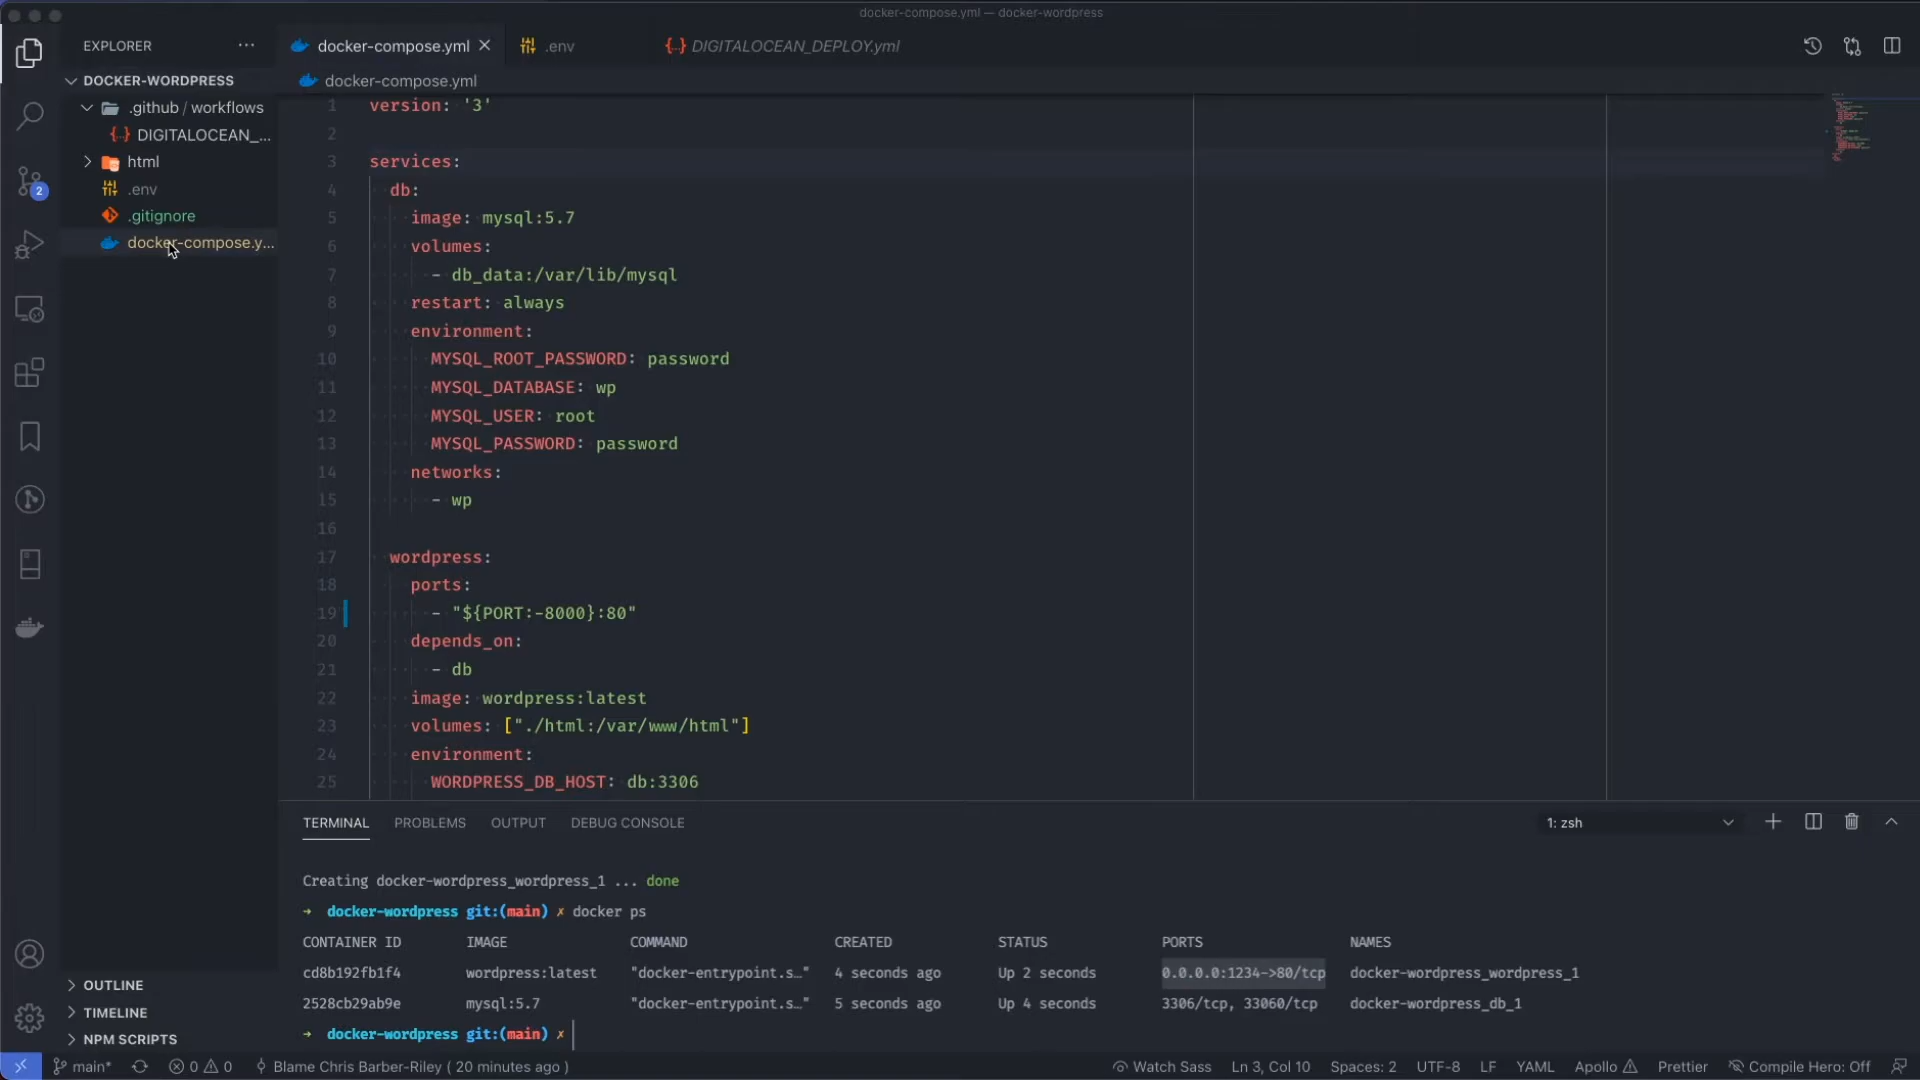 docker-compose.yml — docker-wordpress
EXPLORER
docker-compose.yml
.env
DIGITALOCEAN_DEPLOY.yml
DOCKER-WORDPRESS
docker-compose.yml
.github / workflows
DIGITALOCEAN_...
html
.env
.gitignore
docker-compose.y...
1 version: '3'
2
3 services:
4 db:
5 image: mysql:5.7
6 volumes:
7 - db_data:/var/lib/mysql
8 restart: always
9 environment:
10 MYSQL_ROOT_PASSWORD: password
11 MYSQL_DATABASE: wp
12 MYSQL_USER: root
13 MYSQL_PASSWORD: password
14 networks:
15 - wp
16
17 wordpress:
18 ports:
19 - "${PORT:-8000}:80"
20 depends_on:
21 - db
22 image: wordpress:latest
23 volumes: ["./html:/var/www/html"]
24 environment:
25 WORDPRESS_DB_HOST: db:3306
2
TERMINAL PROBLEMS OUTPUT DEBUG CONSOLE 1: zsh
Creating docker-wordpress_wordpress_1 ... done
→ docker-wordpress git:(main) ✗ docker ps
CONTAINER ID IMAGE COMMAND CREATED STATUS PORTS NAMES
cd8b192fb1f4 wordpress:latest "docker-entrypoint.s…" 4 seconds ago Up 2 seconds 0.0.0.0:1234->80/tcp docker-wordpress_wordpress_1
2528cb29ab9e mysql:5.7 "docker-entrypoint.s…" 5 seconds ago Up 4 seconds 3306/tcp, 33060/tcp docker-wordpress_db_1
→ docker-wordpress git:(main) ✗
OUTLINE
TIMELINE
NPM SCRIPTS
main* 0 0 Blame Chris Barber-Riley ( 20 minutes ago ) Watch Sass Ln 3, Col 10 Spaces: 2 UTF-8 LF YAML Apollo Prettier Compile Hero: Off